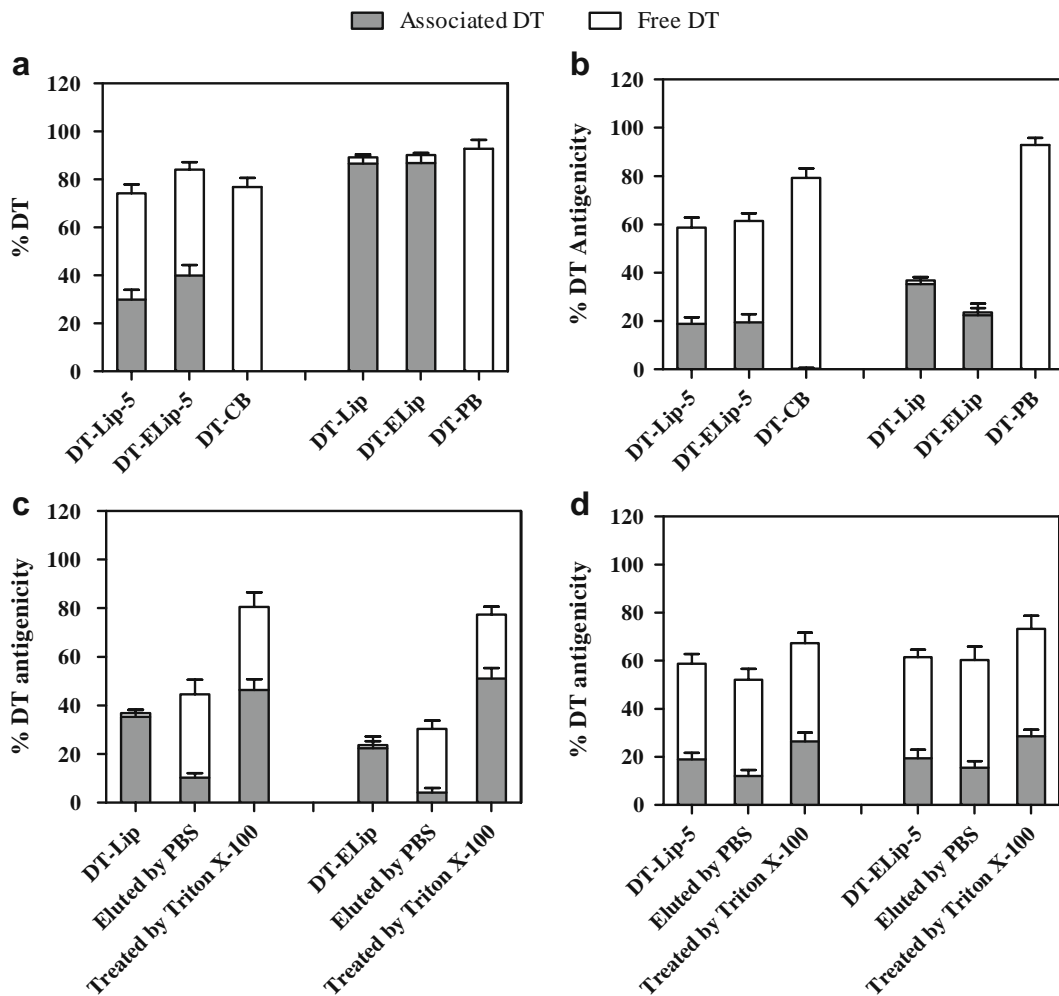 Associated DT Free DT
a
b
120
100
80
60
40
20
0
% DT
DT-Lip-5
DT-ELip-5
DT-CB
DT-Lip
DT-ELip
DT-PB
120
100
80
60
40
20
0
% DT Antigenicity
DT-Lip-5
DT-ELip-5
DT-CB
DT-Lip
DT-ELip
DT-PB
c
d
120
100
80
60
40
20
0
% DT antigenicity
DT-Lip
Eluted by PBS
Treated by Triton X-100
DT-ELip
Eluted by PBS
Treated by Triton X-100
120
100
80
60
40
20
0
% DT antigenicity
DT-Lip-5
Eluted by PBS
Treated by Triton X-100
DT-ELip-5
Eluted by PBS
Treated by Triton X-100